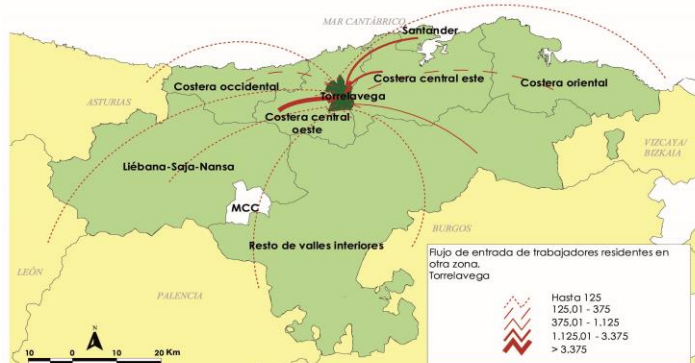 MAR CANTÁBRICO
Santander
Costera occidental
Torrelavega
Costera central este
Costera oriental
ASTURIAS
Costera central
oeste
VIZCAYA/
BIZKAIA
Liébana-Saja-Nansa
MCC
BURGOS
Resto de valles interiores
LEÓN
PALENCIA
Flujo de entrada de trabajadores residentes en
otra zona.
Torrelavega
Hasta 125
125,01 - 375
375,01 - 1.125
1.125,01 - 3.375
> 3.375
N
10 0 10 20 Km